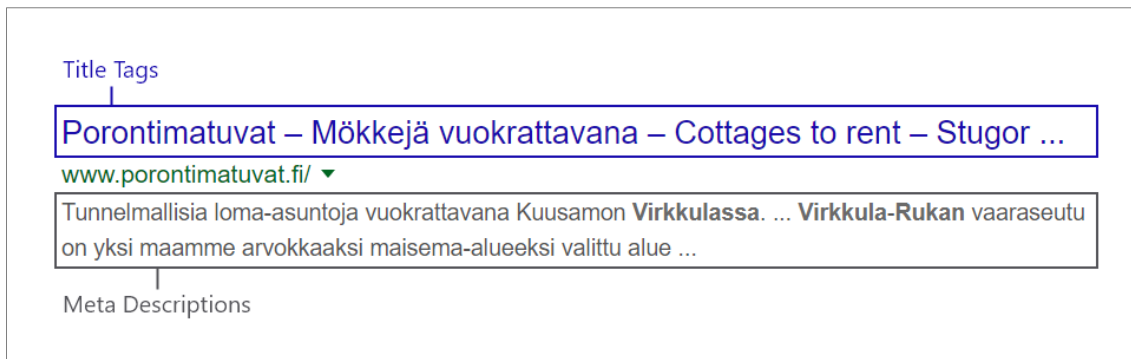 Title Tags
Porontimatuvat – Mökkejä vuokrattavana – Cottages to rent – Stugor ...
www.porontimatuvat.fi/
Tunnelmallisia loma-asuntoja vuokrattavana Kuusamon Virkkulassa. ... Virkkula-Rukan vaaraseutu
on yksi maamme arvokkaaksi maisema-alueeksi valittu alue ...
Meta Descriptions